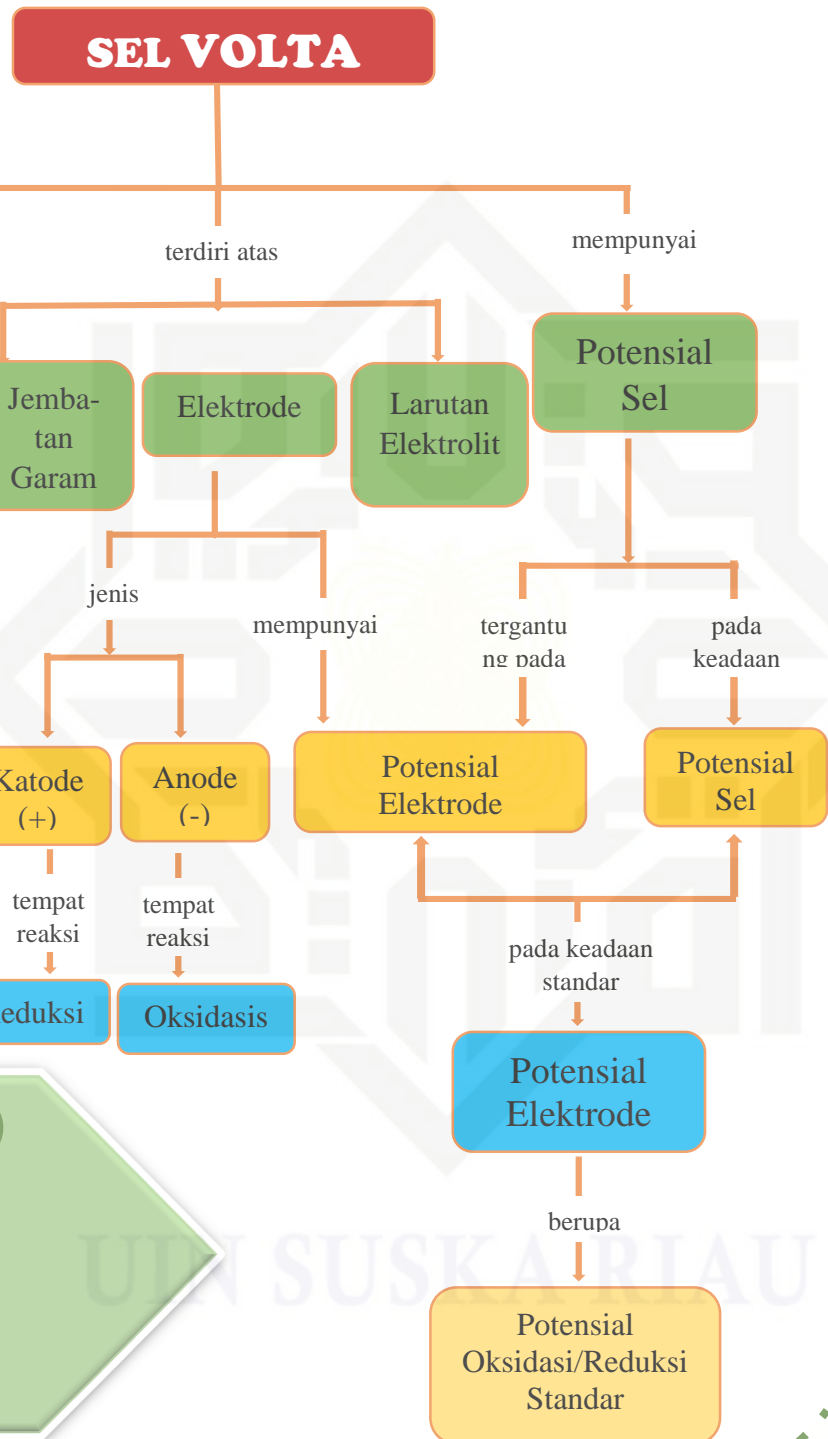 SEL VOLTA
terdiri atas
mempunyai
Jemba-
tan
Garam
Elektrode
Larutan
Elektrolit
Potensial
Sel
jenis
mempunyai
tergantu
ng pada
pada
keadaan
Katode
(+)
Anode
(-)
Potensial
Elektrode
Potensial
Sel
tempat
reaksi
tempat
reaksi
pada keadaan
standar
eduksi
Oksidasis
Potensial
Elektrode
berupa
UIN SUSKA RIAU
Potensial
Oksidasi/Reduksi
Standar